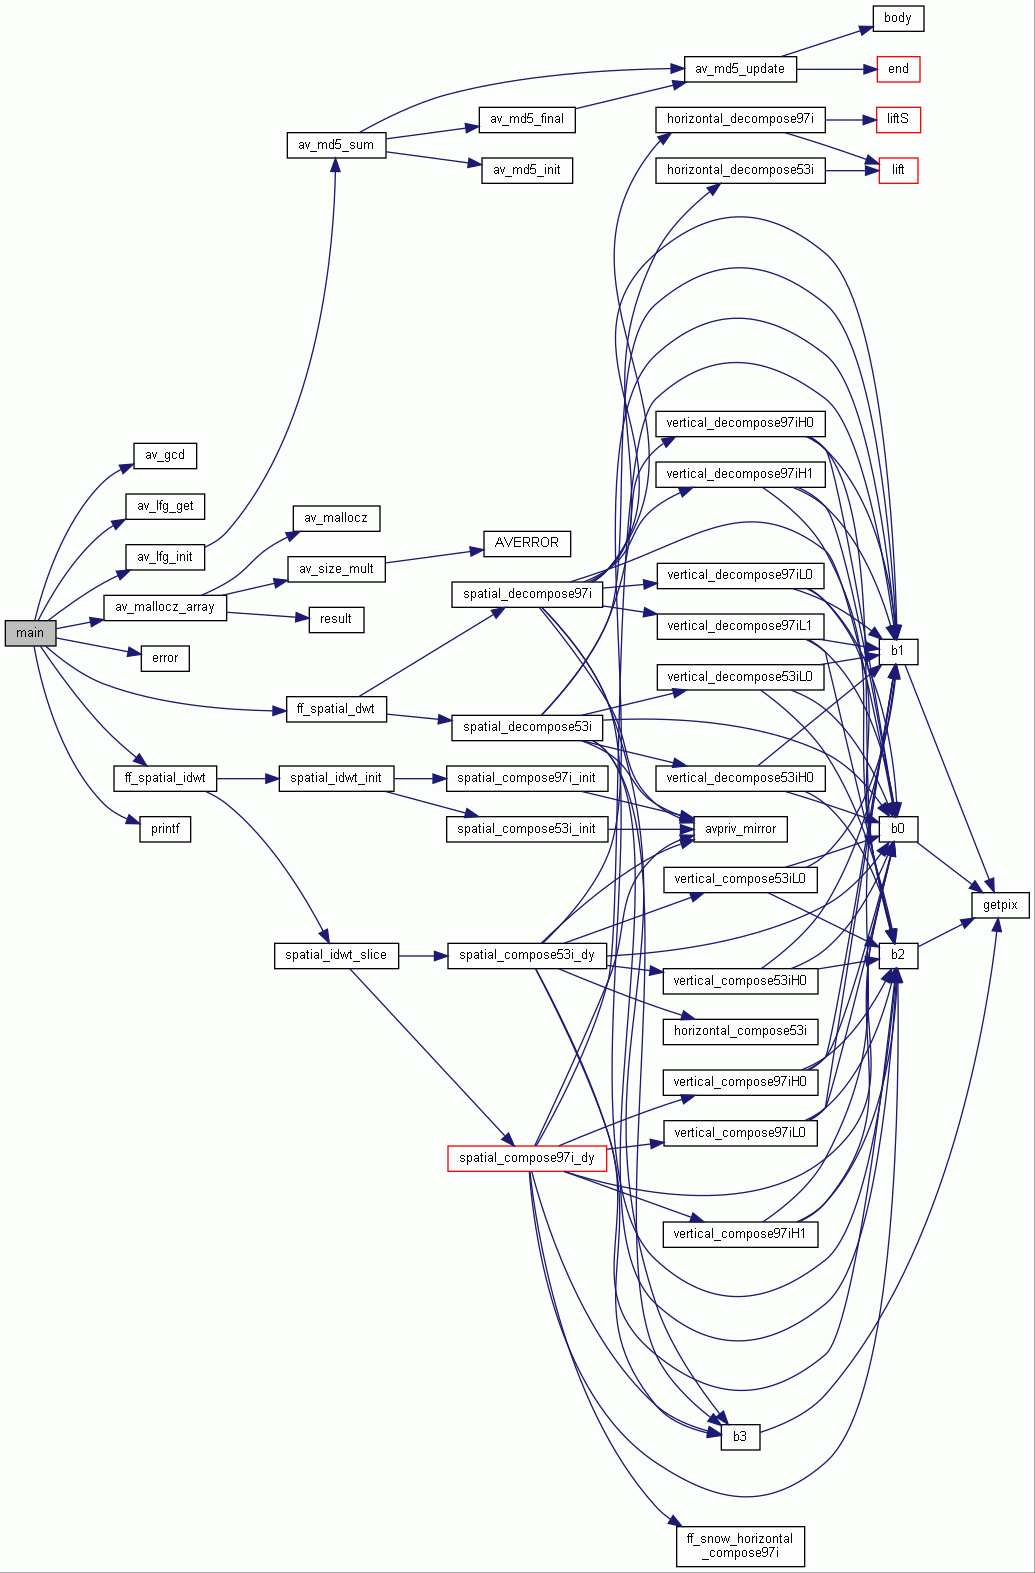 body
av_md5_update
end
av_md5_final
horizontal_decompose97i
liftS
av_md5_sum
av_md5_init
horizontal_decompose53i
lift
vertical_decompose97iH0
av_gcd
vertical_decompose97iH1
av_lfg_get
av_mallocz
av_lfg_init
AVERROR
av_size_mult
vertical_decompose97iL0
spatial_decompose97i
av_mallocz_array
result
vertical_decompose97iL1
main
b1
error
vertical_decompose53iL0
ff_spatial_dwt
spatial_decompose53i
ff_spatial_idwt
spatial_idwt_init
spatial_compose97i_init
vertical_decompose53iH0
printf
spatial_compose53i_init
avpriv_mirror
b0
vertical_compose53iL0
getpix
spatial_idwt_slice
spatial_compose53i_dy
b2
vertical_compose53iH0
horizontal_compose53i
vertical_compose97iH0
vertical_compose97iL0
spatial_compose97i_dy
vertical_compose97iH1
b3
ff_snow_horizontal
_compose97i